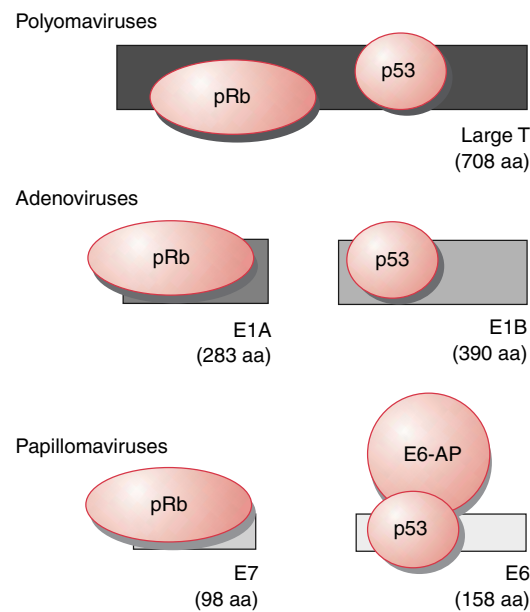 Polyomaviruses
pRb
p53
Large T
(708 aa)
Adenoviruses
pRb
p53
E1A
(283 aa)
E1B
(390 aa)
Papillomaviruses
E6-AP
pRb
p53
E7
(98 aa)
E6
(158 aa)